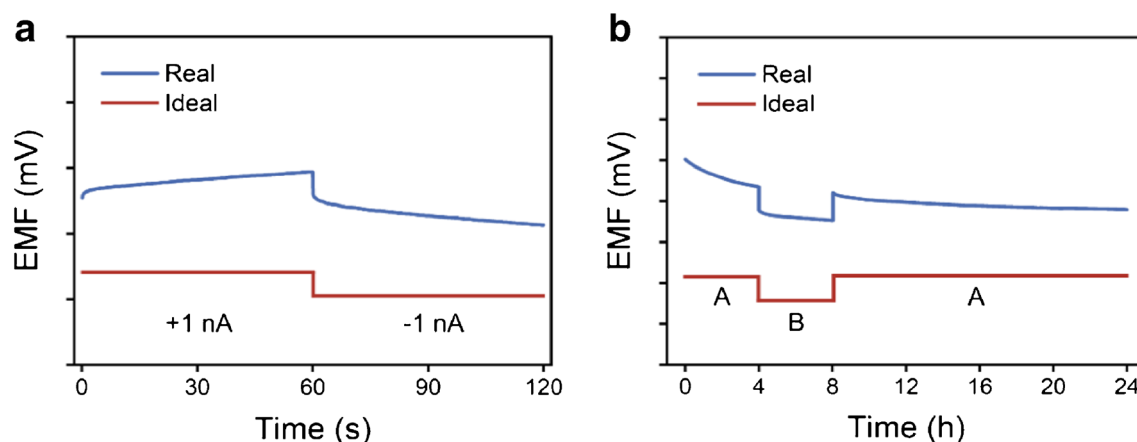 a
Real
Ideal
EMF (mV)
+1 nA
-1 nA
0 30 60 90 120
Time (s)
b
Real
Ideal
EMF (mV)
A
B
A
0 4 8 12 16 20 24
Time (h)